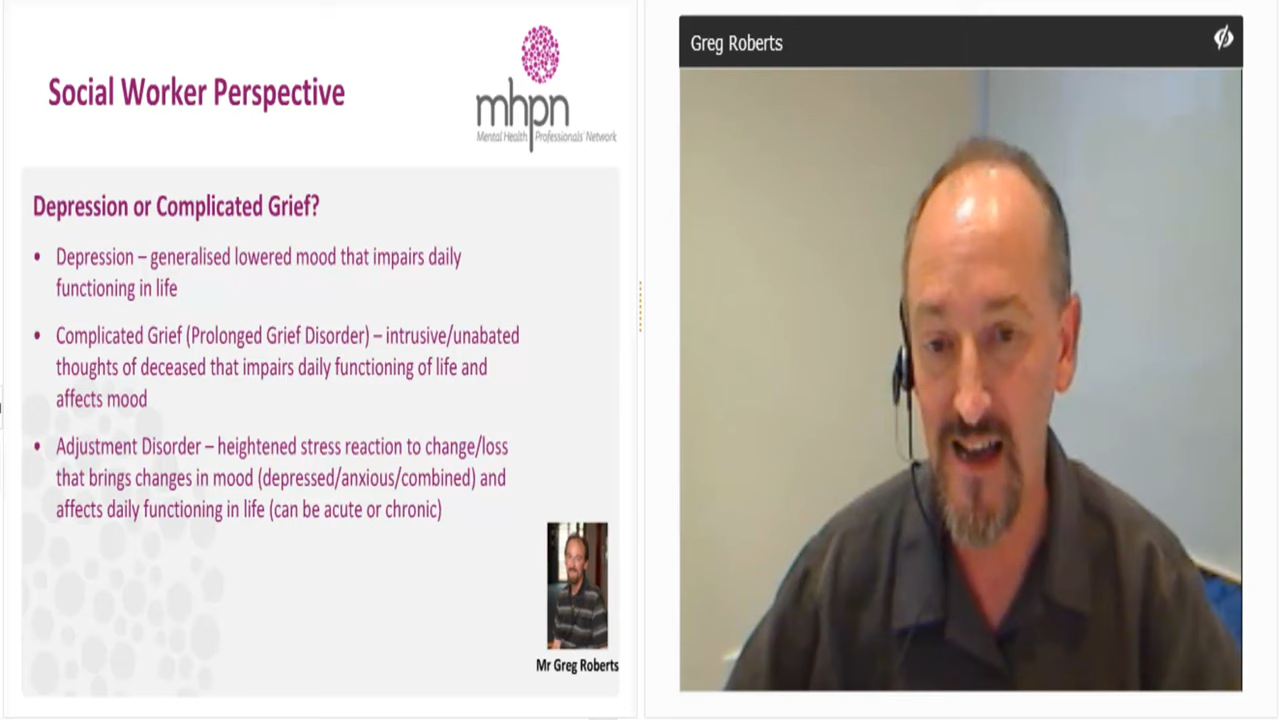 Social Worker Perspective
mhpn
Mental Health Professionals' Network
Depression or Complicated Grief?
• Depression – generalised lowered mood that impairs daily
functioning in life
• Complicated Grief (Prolonged Grief Disorder) – intrusive/unabated
thoughts of deceased that impairs daily functioning of life and
affects mood
• Adjustment Disorder – heightened stress reaction to change/loss
that brings changes in mood (depressed/anxious/combined) and
affects daily functioning in life (can be acute or chronic)
Mr Greg Roberts
Greg Roberts